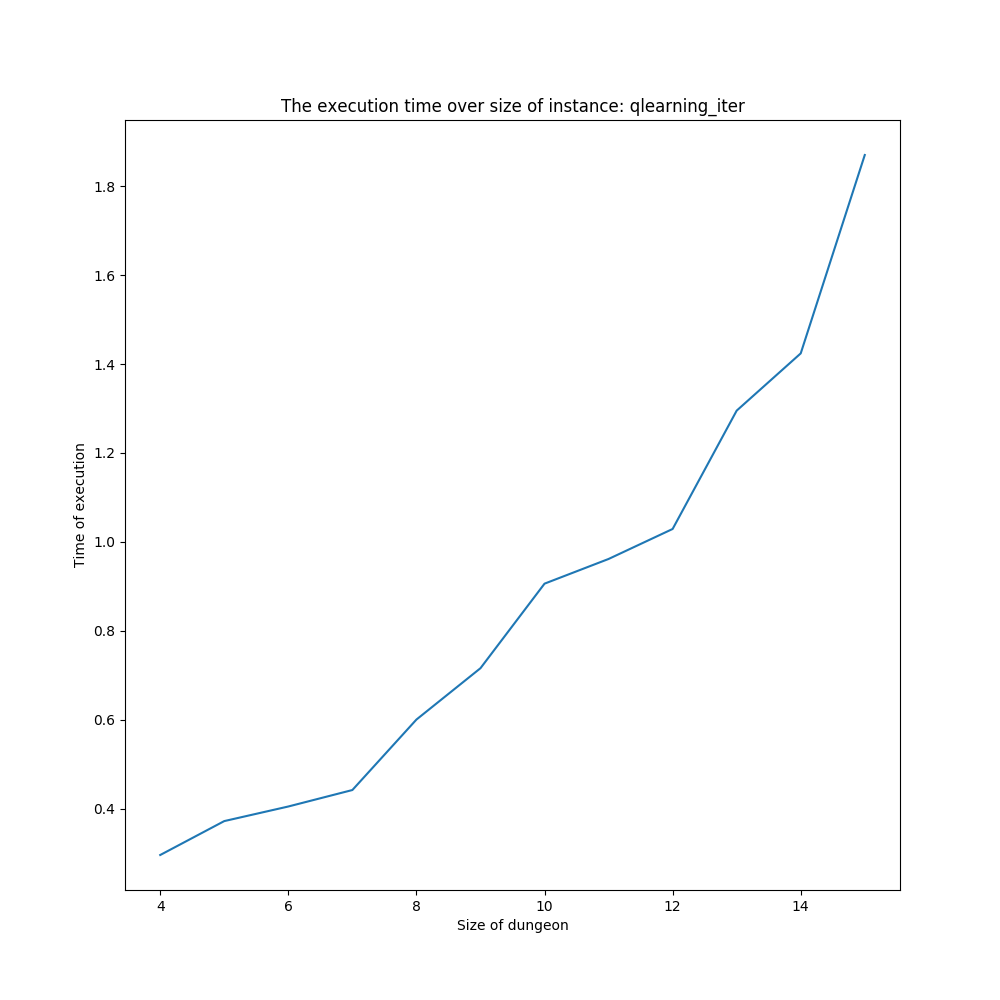 The execution time over size of instance: qlearning_iter
1.8
1.6
1.4
1.2
1.0
0.8
0.6
0.4
Time of execution
4 6 8 10 12 14
Size of dungeon